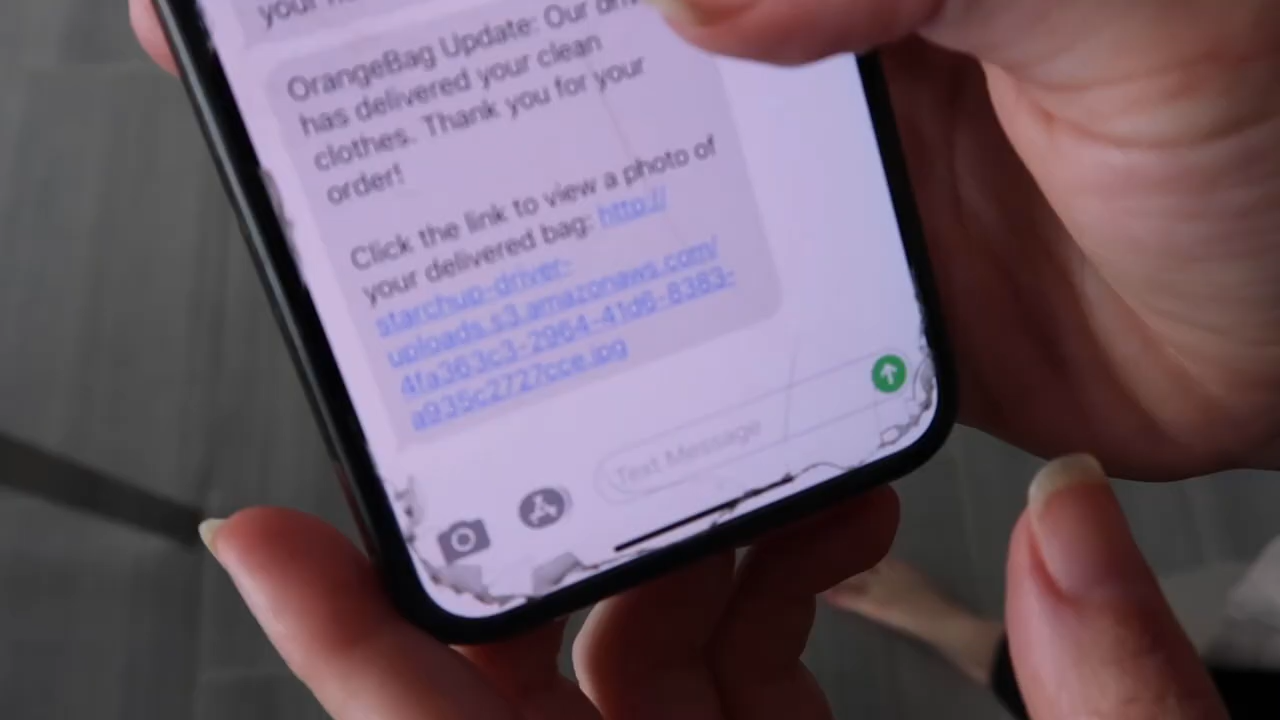 your
OrangeBag Update: Our
has delivered your clean
clothes. Thank you for your
order!
Click the link to view a photo of
your delivered bag: http://
starchup-driver-
uploads.s3.amazonaws.com/
4fa363c3-2964-41d6-8383-
a935c2727cce.jpg
Text Message